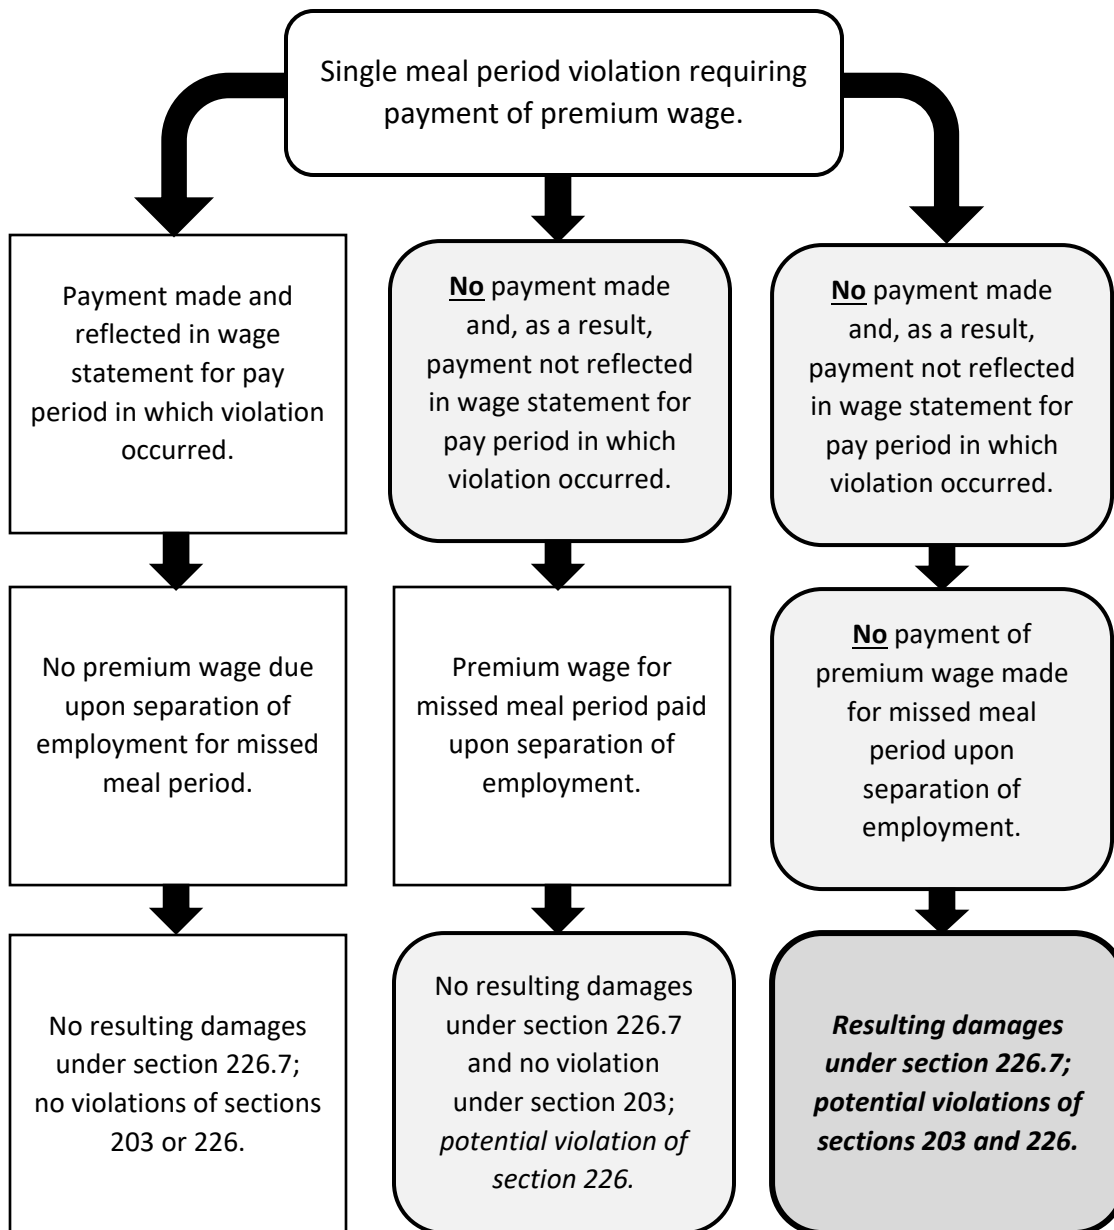 Single meal period violation requiring
payment of premium wage.
Payment made and
reflected in wage
statement for pay
period in which violation
occurred.
No payment made
and, as a result,
payment not reflected
in wage statement for
pay period in which
violation occurred.
No payment made
and, as a result,
payment not reflected
in wage statement for
pay period in which
violation occurred.
No premium wage due
upon separation of
employment for missed
meal period.
Premium wage for
missed meal period paid
upon separation of
employment.
No payment of
premium wage made
for missed meal
period upon
separation of
employment.
No resulting damages
under section 226.7;
no violations of sections
203 or 226.
No resulting damages
under section 226.7
and no violation
under section 203;
potential violation of
section 226.
Resulting damages
under section 226.7;
potential violations of
sections 203 and 226.